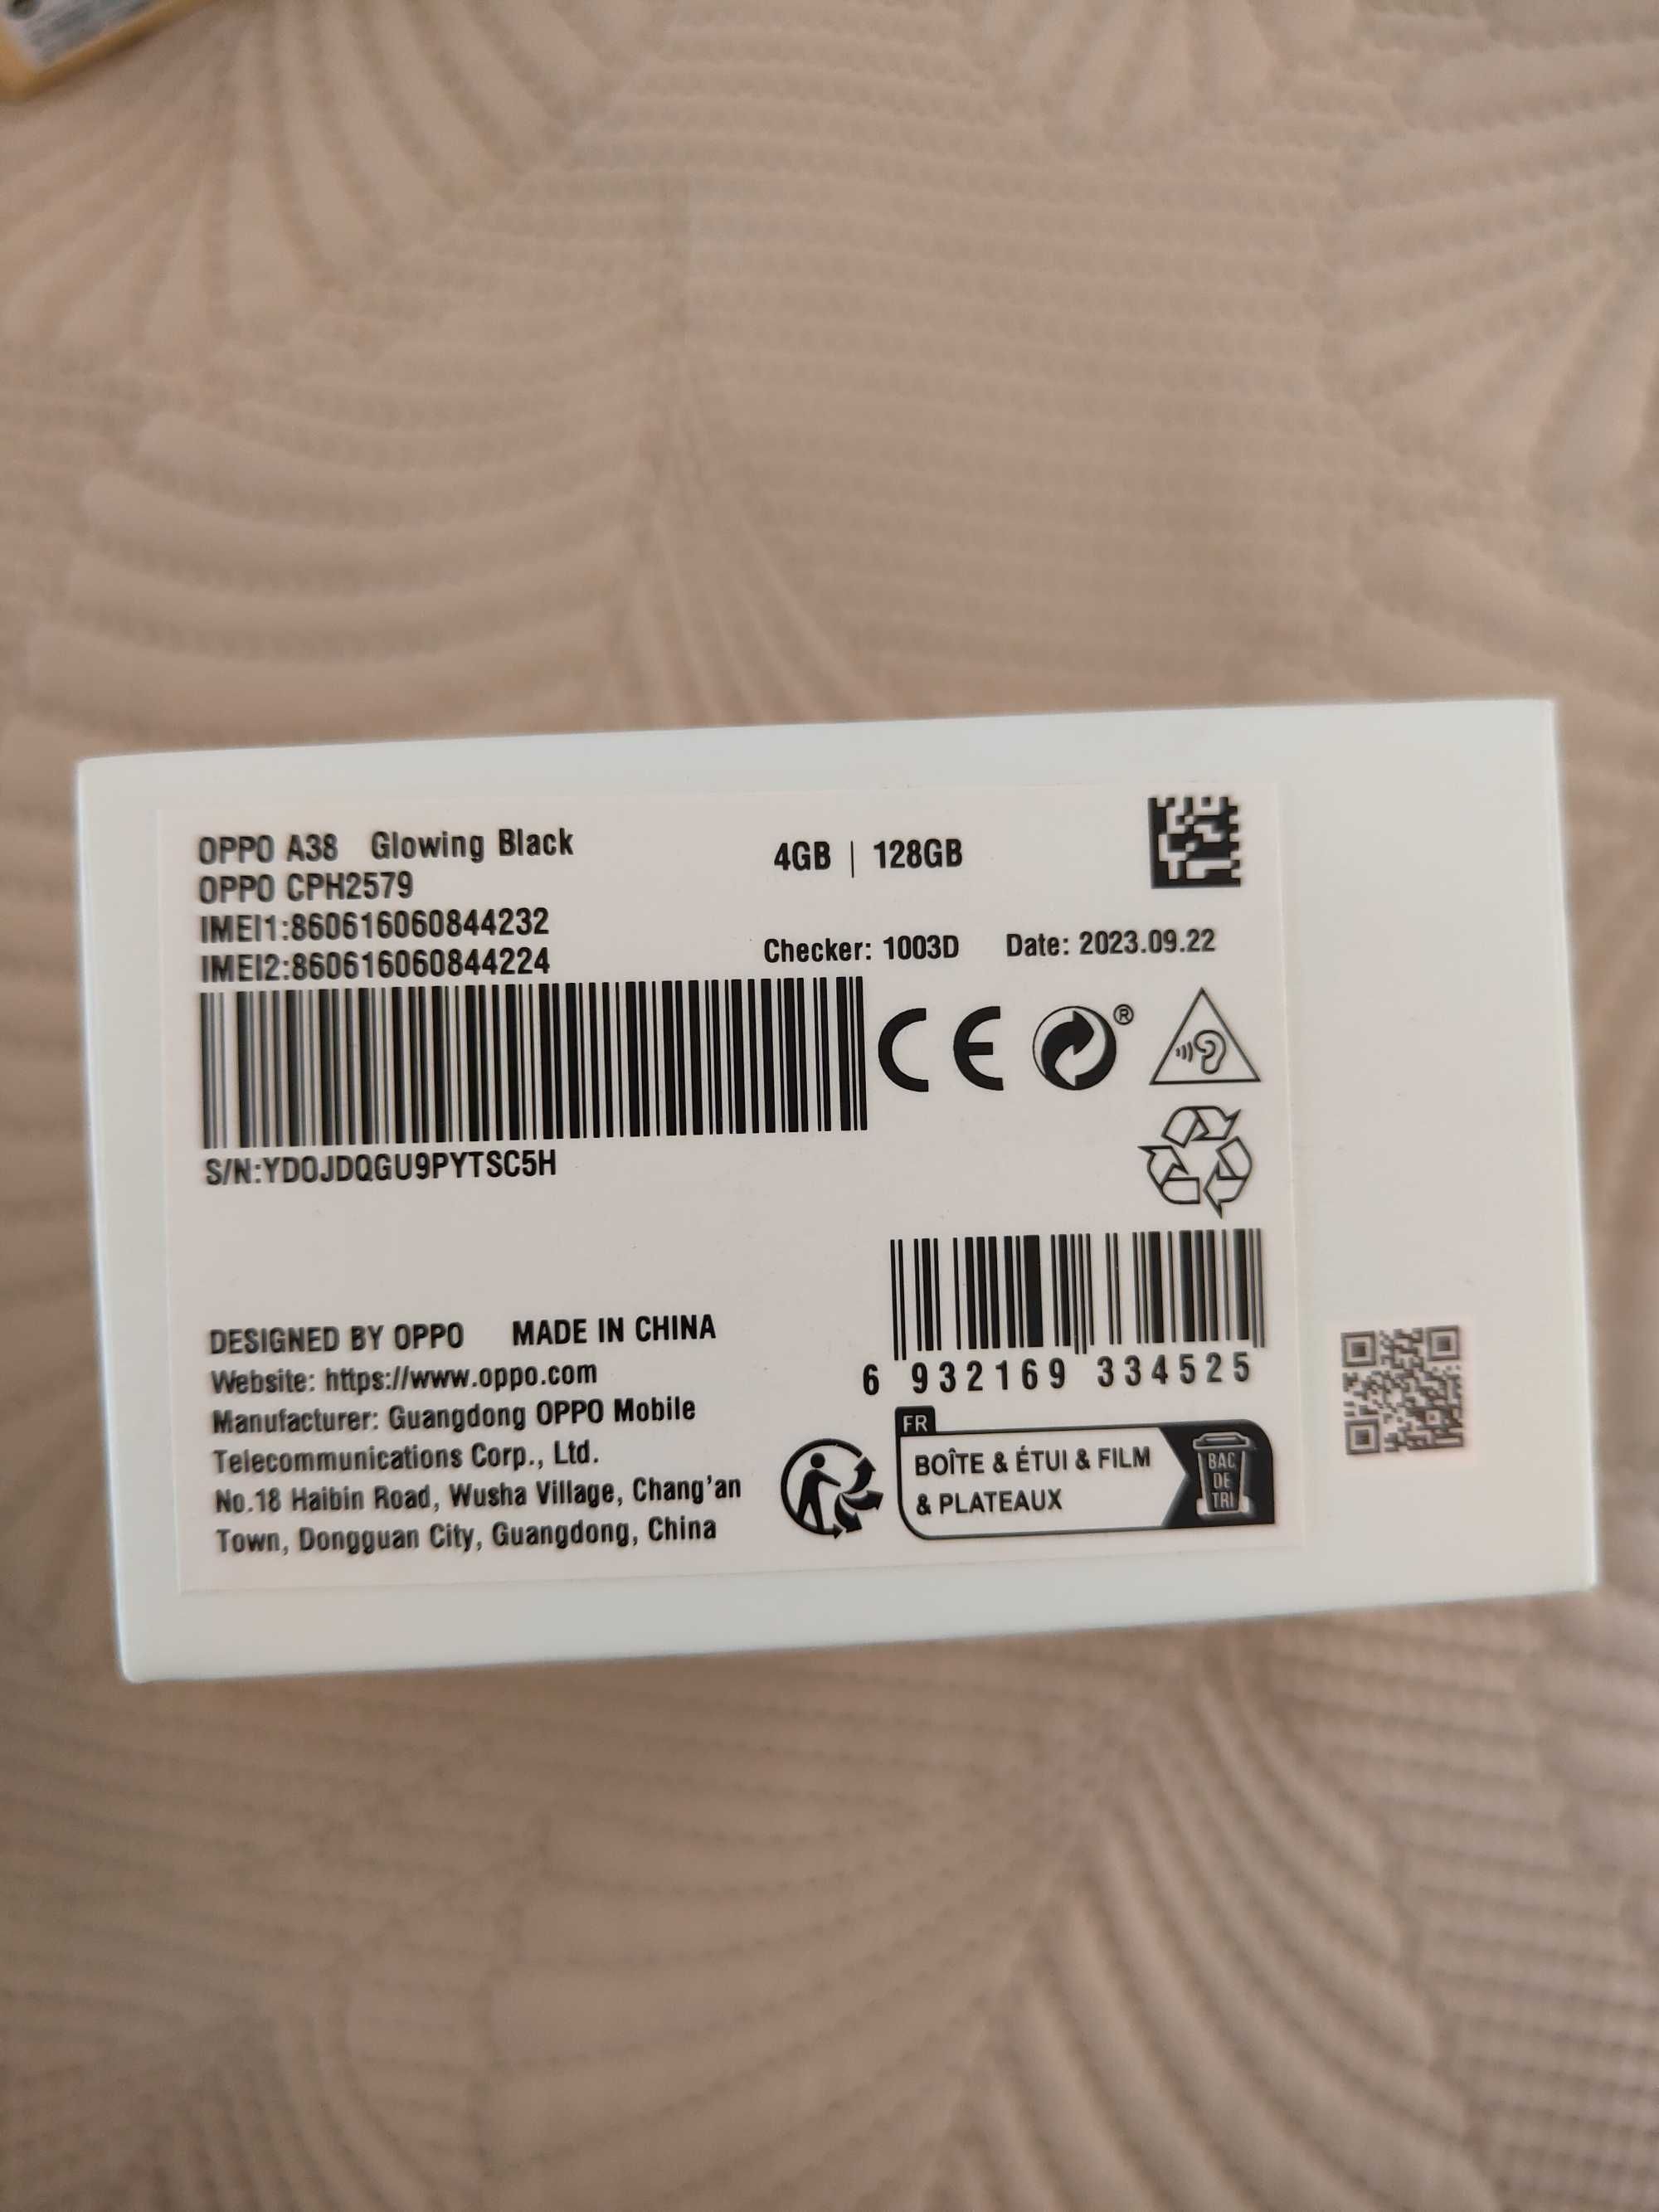 OPPO A38 Glowing Black
4GB | 128GB
OPPO CPH2579
IMEI1:860616060844232
IMEI2:860616060844224
Checker: 1003D Date: 2023.09.22
CE
®
S/N:YD0JDQGU9PYTSC5H
DESIGNED BY OPPO MADE IN CHINA
Website: https://www.oppo.com
Manufacturer: Guangdong OPPO Mobile
Telecommunications Corp., Ltd.
No.18 Haibin Road, Wusha Village, Chang'an
Town, Dongguan City, Guangdong, China
6 932169 334525
FR
BOÎTE & ÉTUI & FILM
& PLATEAUX
BAC
DE
TRI